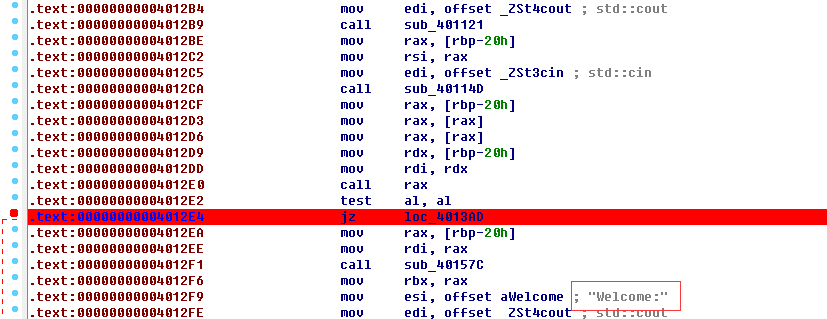 .text:00000000004012B4 mov edi, offset _ZSt4cout ; std::cout
.text:00000000004012B9 call sub_401121
.text:00000000004012BE mov rax, [rbp-20h]
.text:00000000004012C2 mov rsi, rax
.text:00000000004012C5 mov edi, offset _ZSt3cin ; std::cin
.text:00000000004012CA call sub_40114D
.text:00000000004012CF mov rax, [rbp-20h]
.text:00000000004012D3 mov rax, [rax]
.text:00000000004012D6 mov rax, [rax]
.text:00000000004012D9 mov rdx, [rbp-20h]
.text:00000000004012DD mov rdi, rdx
.text:00000000004012E0 call rax
.text:00000000004012E2 test al, al
.text:00000000004012E4 jz loc_4013AD
.text:00000000004012EA mov rax, [rbp-20h]
.text:00000000004012EE mov rdi, rax
.text:00000000004012F1 call sub_40157C
.text:00000000004012F6 mov rbx, rax
.text:00000000004012F9 mov esi, offset aWelcome ; "Welcome:"
.text:00000000004012FE mov edi, offset _ZSt4cout ; std::cout